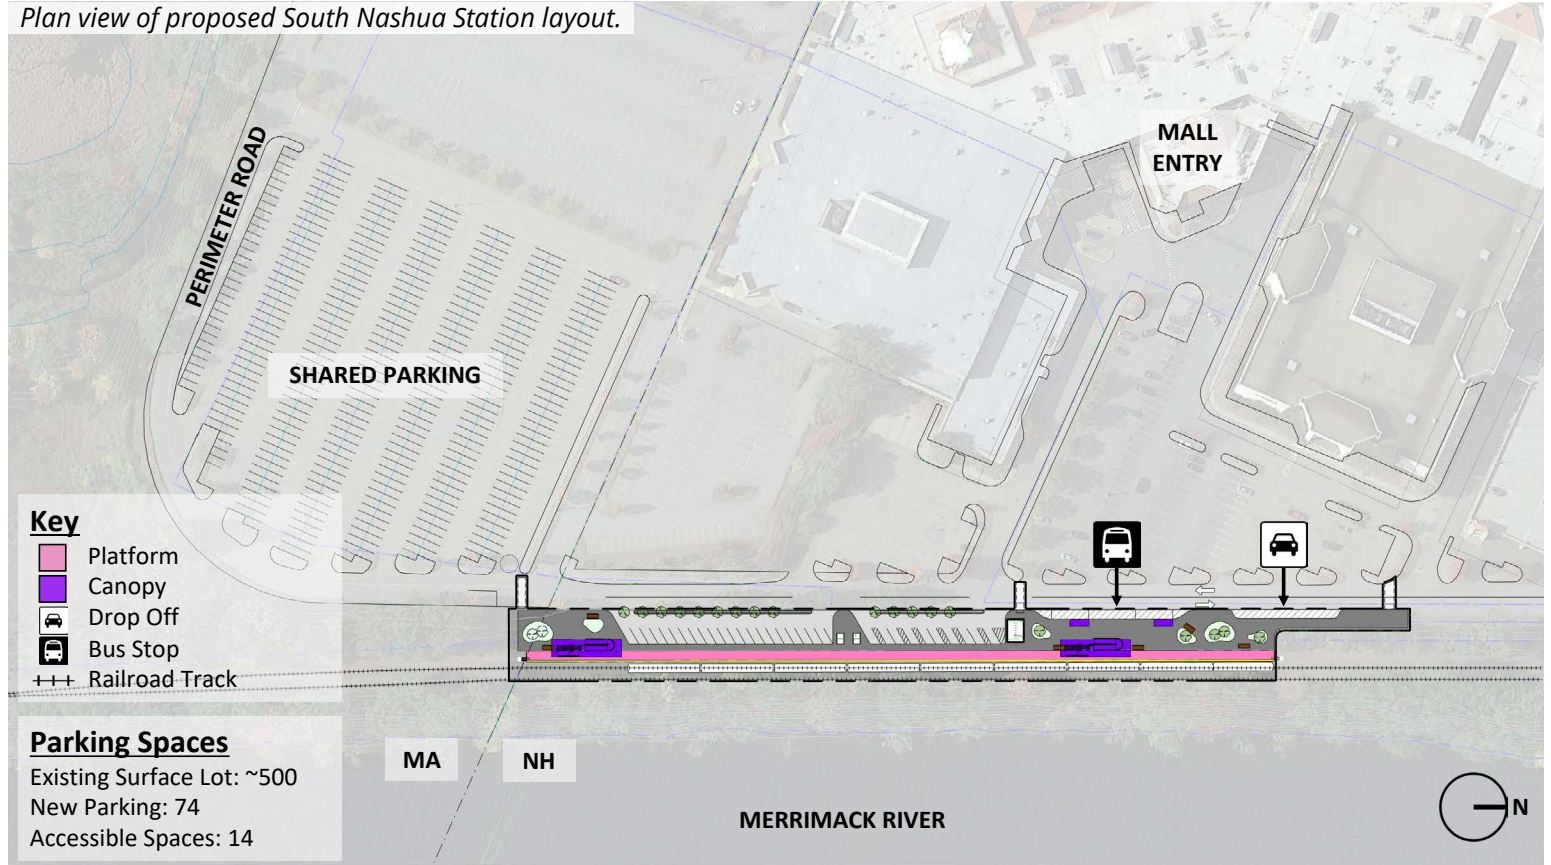 Plan view of proposed South Nashua Station layout.
MALL
ENTRY
PERIMETER ROAD
SHARED PARKING
Key
Platform
Canopy
Drop Off
Bus Stop
Railroad Track
Parking Spaces
Existing Surface Lot: ~500
New Parking: 74
Accessible Spaces: 14
MA
NH
MERRIMACK RIVER
N